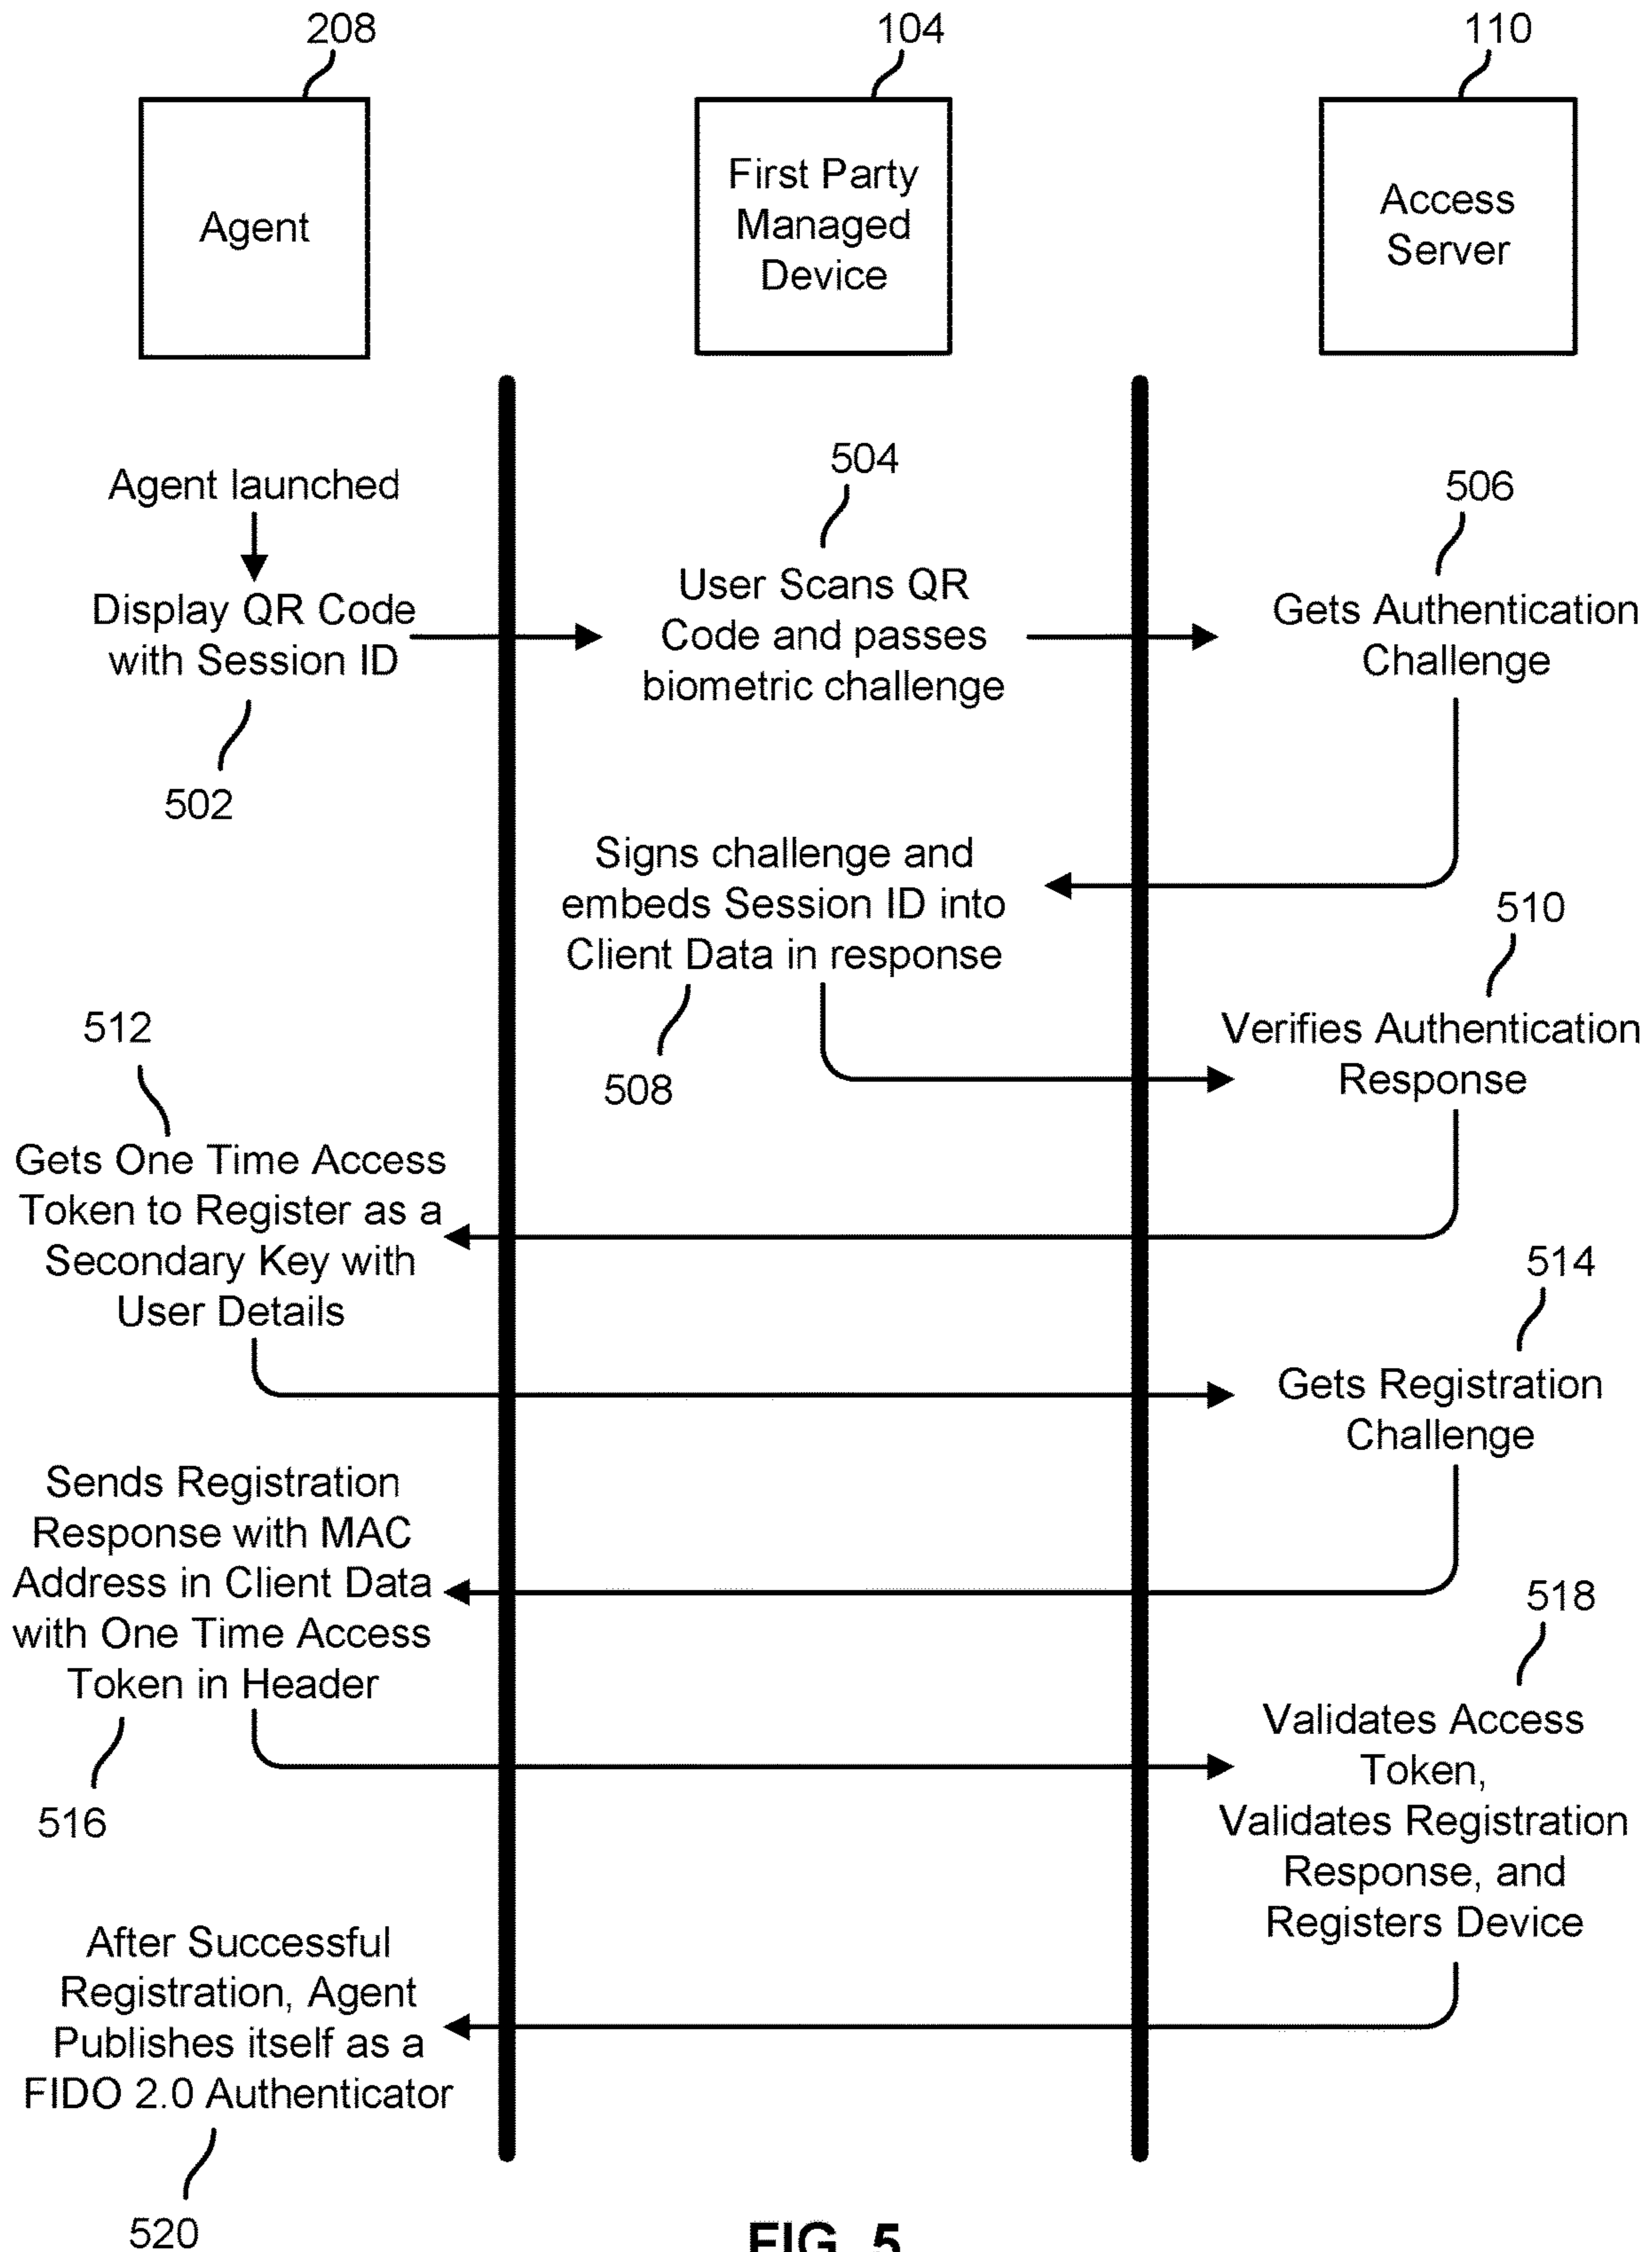 208
104
110
Agent
First Party
Managed
Device
Access
Server
Agent launched
Display QR Code
with Session ID
502
504
User Scans QR
Code and passes
biometric challenge
506
Gets Authentication
Challenge
Signs challenge and
embeds Session ID into
Client Data in response
508
510
Verifies Authentication
Response
512
Gets One Time Access
Token to Register as a
Secondary Key with
User Details
514
Gets Registration
Challenge
Sends Registration
Response with MAC
Address in Client Data
with One Time Access
Token in Header
516
518
Validates Access
Token,
Validates Registration
Response, and
Registers Device
After Successful
Registration, Agent
Publishes itself as a
FIDO 2.0 Authenticator
520
FIG. 5